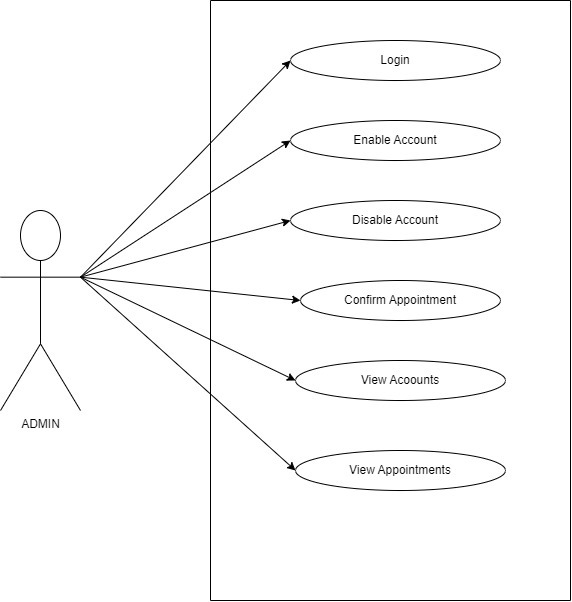 Login
Enable Account
Disable Account
Confirm Appointment
View Acoounts
View Appointments
ADMIN